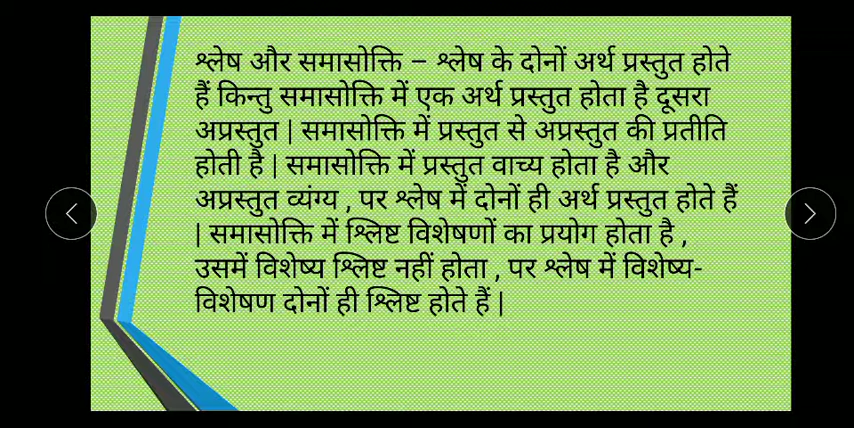 श्लेष और समासोक्ति – श्लेष के दोनों अर्थ प्रस्तुत होते
हैं किन्तु समासोक्ति में एक अर्थ प्रस्तुत होता है दूसरा
अप्रस्तुत | समासोक्ति में प्रस्तुत से अप्रस्तुत की प्रतीति
होती है | समासोक्ति में प्रस्तुत वाच्य होता है और
अप्रस्तुत व्यंग्य , पर श्लेष में दोनों ही अर्थ प्रस्तुत होते हैं
| समासोक्ति में श्लिष्ट विशेषणों का प्रयोग होता है ,
उसमें विशेष्य श्लिष्ट नहीं होता , पर श्लेष में विशेष्य-
विशेषण दोनों ही श्लिष्ट होते हैं |